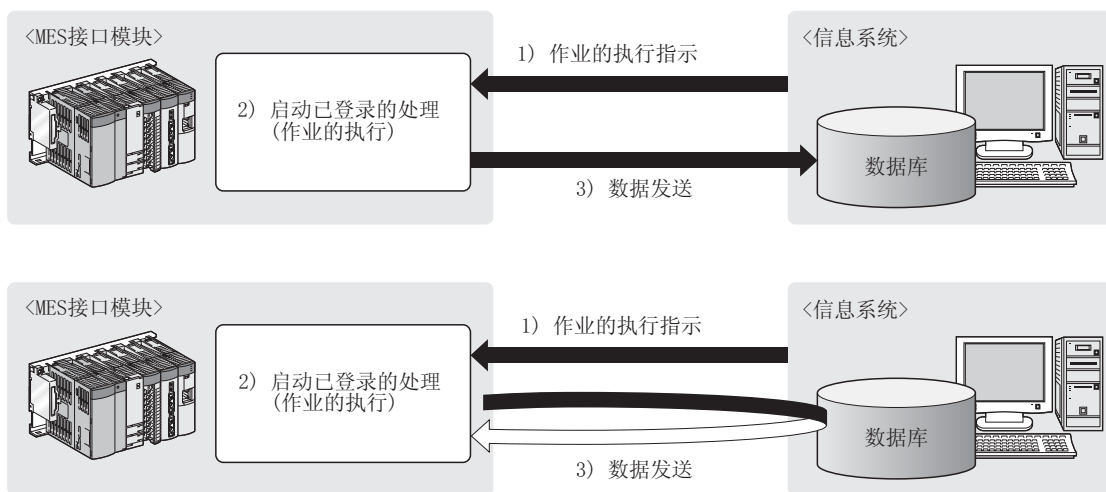 <MES接口模块>
1) 作业的执行指示
<信息系统>
2) 启动已登录的处理
(作业的执行)
数据库
3) 数据发送
<MES接口模块>
1) 作业的执行指示
<信息系统>
2) 启动已登录的处理
(作业的执行)
数据库
3) 数据发送